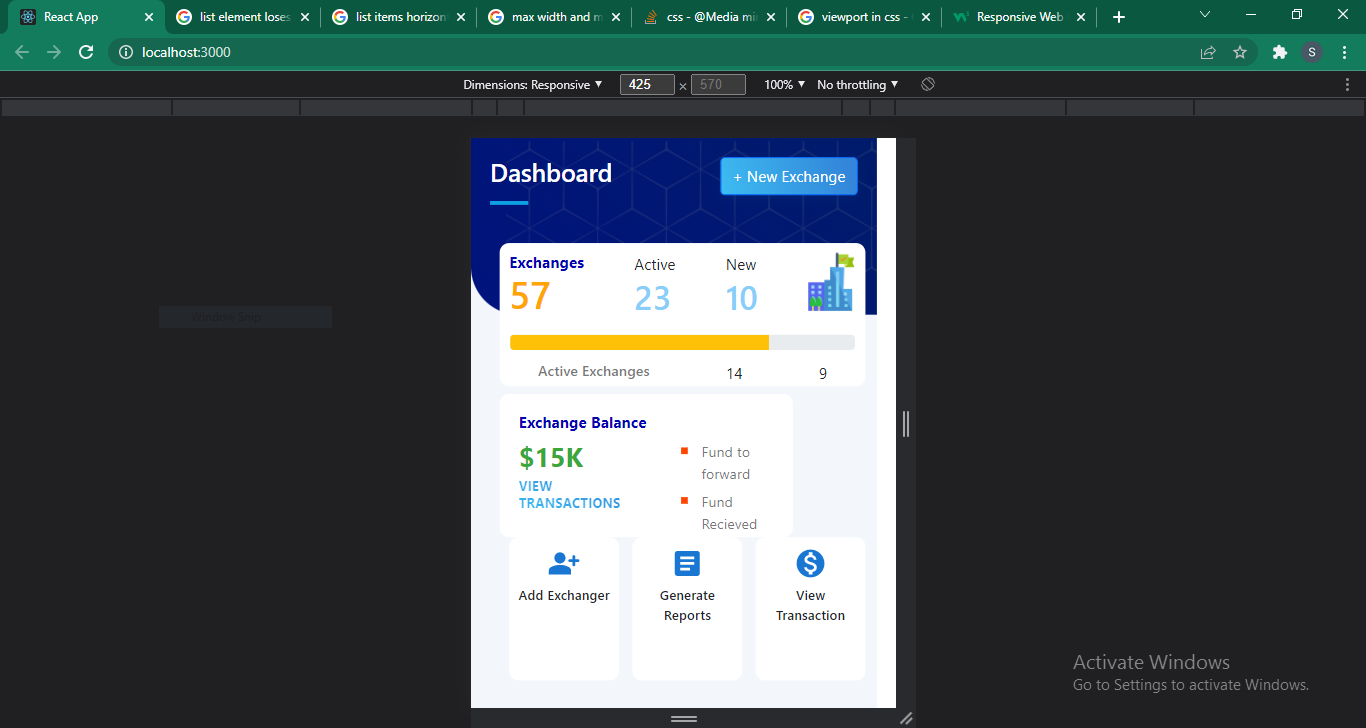 React App
list element loses
list items horizon
max width and m
css - @Media mi
viewport in css -
Responsive Web
localhost:3000
S
Dimensions: Responsive
425 × 570
100%
No throttling
Dashboard
+ New Exchange
Exchanges
57
Active
23
New
10
Active Exchanges
14
9
Window Snip
Exchange Balance
$15K
VIEW
TRANSACTIONS
Fund to
forward
Fund
Recieved
Add Exchanger
Generate
Reports
View
Transaction
Activate Windows
Go to Settings to activate Windows.